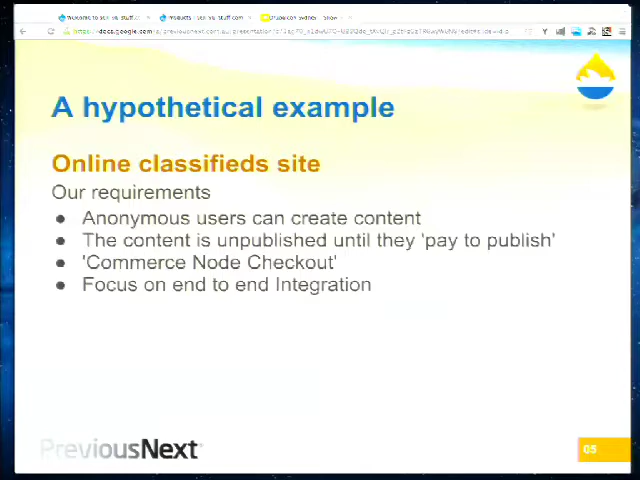 A hypothetical example
Online classifieds site
Our requirements
● Anonymous users can create content
● The content is unpublished until they 'pay to publish'
● 'Commerce Node Checkout'
● Focus on end to end Integration
PreviousNext
05